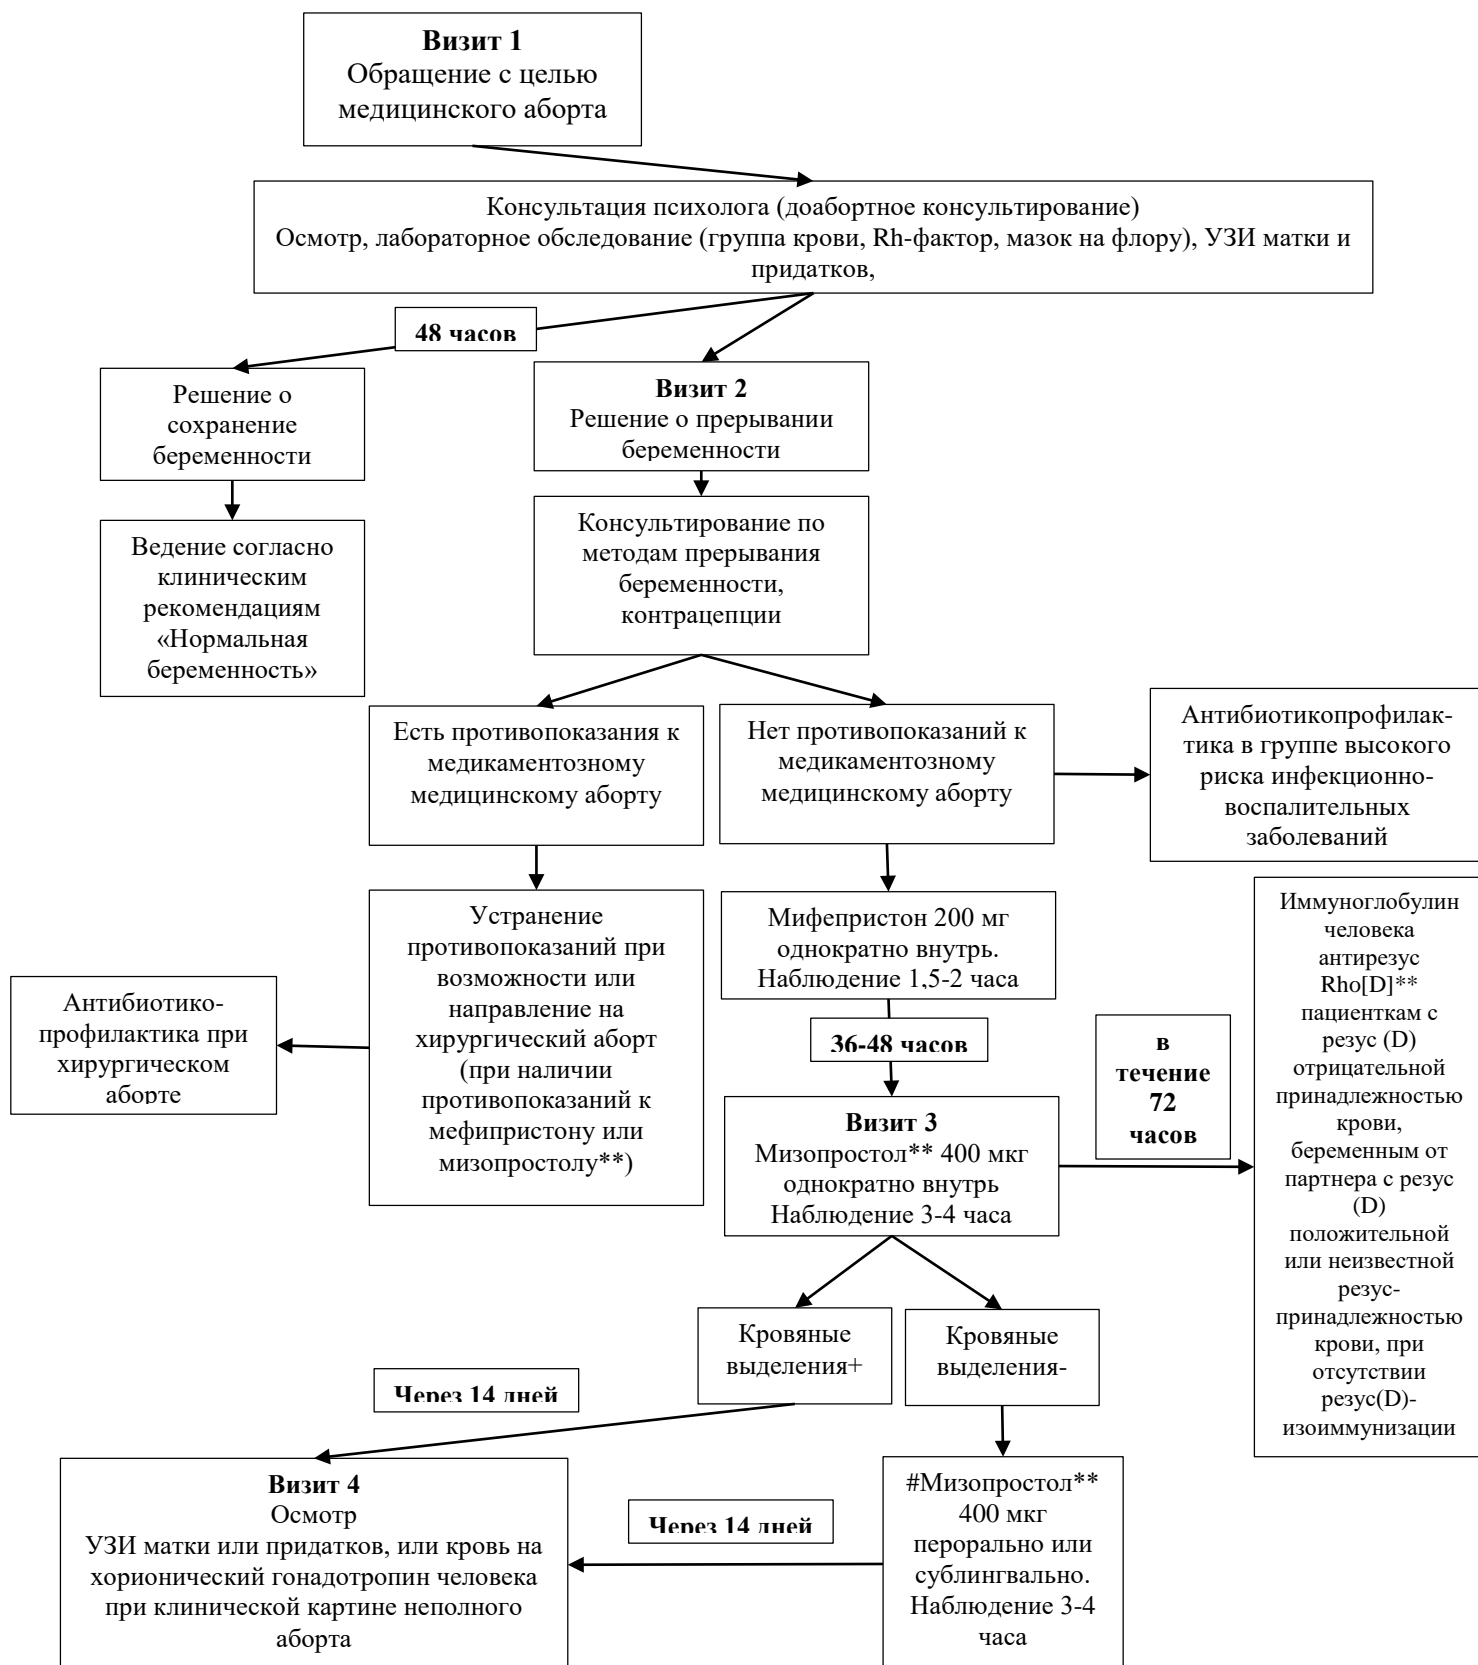 Визит 1
Обращение с целью
медицинского аборта
Консультация психолога (доабортное консультирование)
Осмотр, лабораторное обследование (группа крови, Rh-фактор, мазок на флору), УЗИ матки и
придатков,
48 часов
Решение о
сохранение
беременности
Визит 2
Решение о прерывании
беременности
Ведение согласно
клиническим
рекомендациям
«Нормальная
беременность»
Консультирование по
методам прерывания
беременности,
контрацепции
Есть противопоказания к
медикаментозному
медицинскому аборту
Нет противопоказаний к
медикаментозному
медицинскому аборту
Антибиотикопрофилак-
тика в группе высокого
риска инфекционно-
воспалительных
заболеваний
Устранение
противопоказаний при
возможности или
направление на
хирургический аборт
(при наличии
противопоказаний к
мефипристону или
мизопростолу**)
Антибиотико-
профилактика при
хирургическом
аборте
Мифепристон 200 мг
однократно внутрь.
Наблюдение 1,5-2 часа
36-48 часов
Визит 3
Мизопростол** 400 мкг
однократно внутрь
Наблюдение 3-4 часа
в
течение
72
часов
Иммуноглобулин
человека
антирезус
Rho[D]**
пациенткам с
резус (D)
отрицательной
принадлежностью
крови,
беременным от
партнера с резус
(D)
положительной
или неизвестной
резус-
принадлежностью
крови, при
отсутствии
резус(D)-
изоиммунизации
Кровяные
выделения+
Кровяные
выделения-
Через 14 дней
Визит 4
Осмотр
УЗИ матки или придатков, или кровь на
хорионический гонадотропин человека
при клинической картине неполного
аборта
Через 14 дней
#Мизопростол**
400 мкг
перорально или
сублингвально.
Наблюдение 3-4
часа